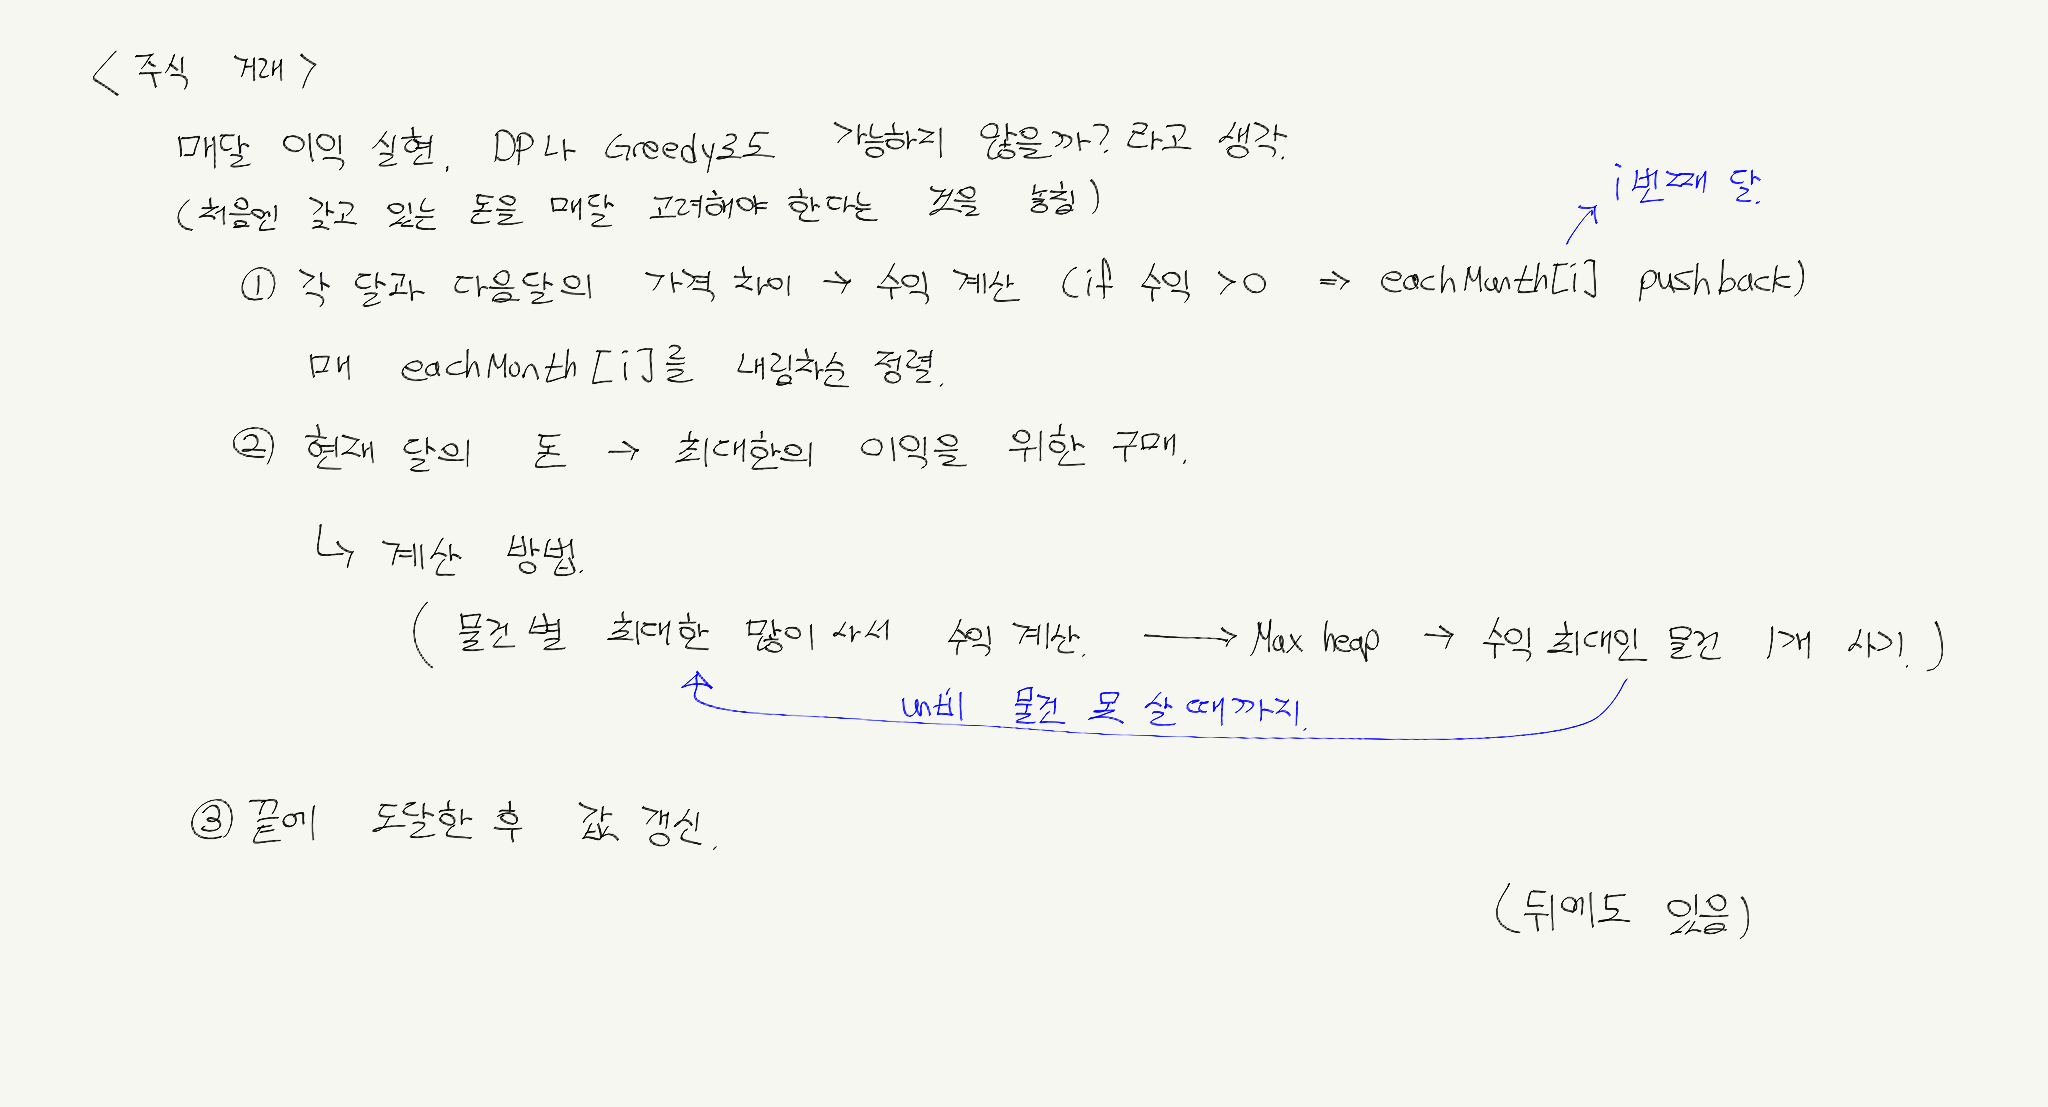 < 주식 거래 >
매달 이익 실현. DP나 Greedy로도 가능하지 않을까? 라고 생각.
(처음엔 갖고 있는 돈을 매달 고려해야 한다는 것을 놓침)
i번째 달.
① 각 달과 다음달의 가격 차이 → 수익 계산 (if 수익 > 0 => eachMonth[i] pushback)
매 eachMonth[i]를 내림차순 정렬.
② 현재 달의 돈 → 최대한의 이익을 위한 구매.
↳ 계산 방법.
( 물건별 최대한 많이 사서 수익 계산. → Max heap → 수익 최대인 물건 1개 사기. )
물건 못 살 때까지.
③ 끝에 도달한 후 값 갱신.
(뒤에도 있음)